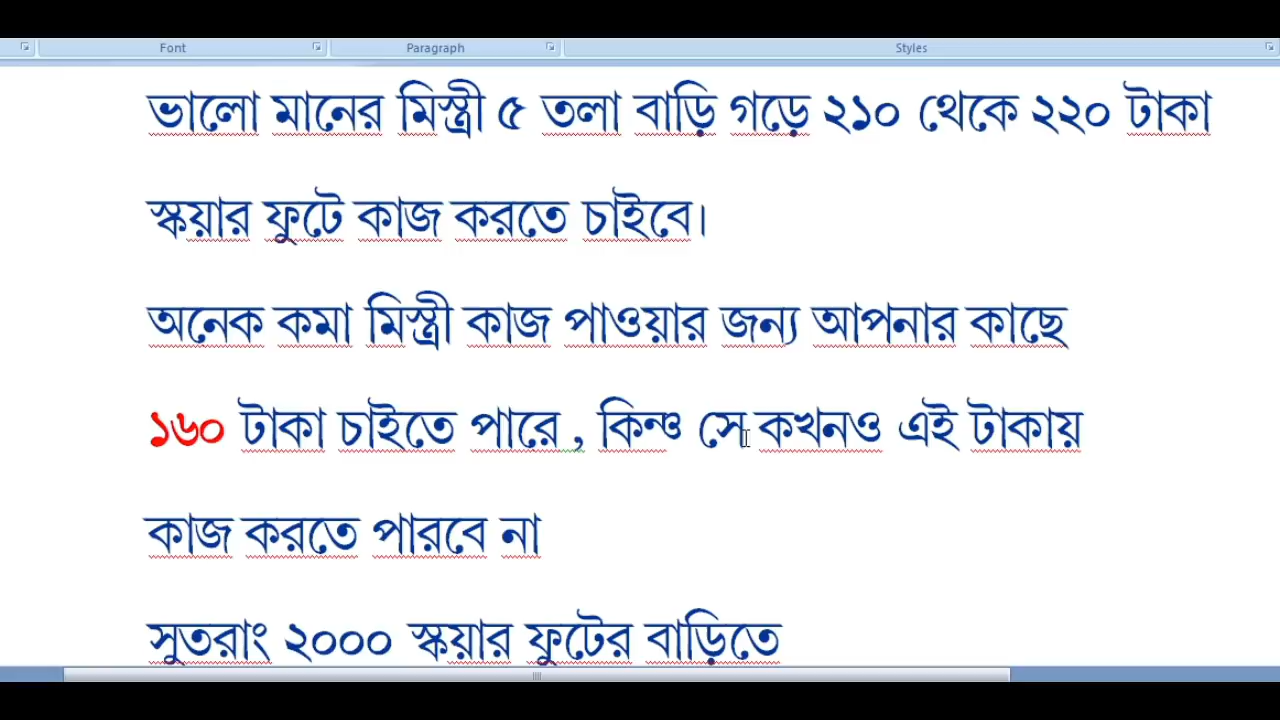 Font Paragraph Styles
ভালো মানের মিস্ত্রী ৫ তলা বাড়ি গড়ে ২১০ থেকে ২২০ টাকা
স্কয়ার ফুটে কাজ করতে চাইবে।
অনেক কমা মিস্ত্রী কাজ পাওয়ার জন্য আপনার কাছে
১৬০ টাকা চাইতে পারে , কিন্তু সে কখনও এই টাকায়
কাজ করতে পারবে না
সুতরাং ২০০০ স্কয়ার ফুটের বাড়িতে